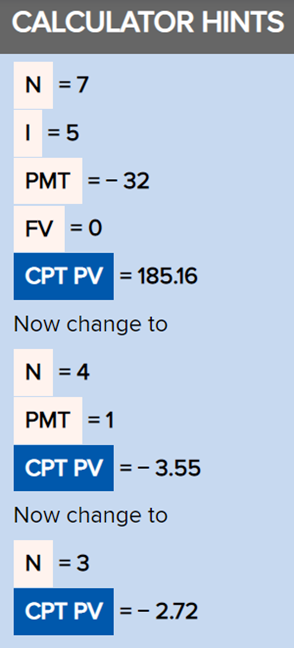 CALCULATOR HINTS
N = 7
I = 5
PMT = – 32
FV = 0
CPT PV = 185.16
Now change to
N = 4
PMT = 1
CPT PV = – 3.55
Now change to
N = 3
CPT PV = – 2.72